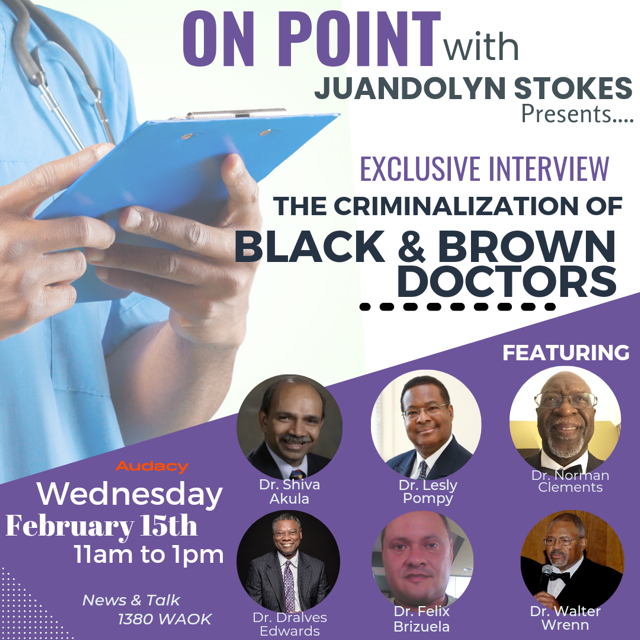 ON POINT with
JUANDOLYN STOKES
Presents....
EXCLUSIVE INTERVIEW
THE CRIMINALIZATION OF
BLACK & BROWN
DOCTORS
FEATURING
Dr. Shiva
Akula
Dr. Lesly
Pompy
Dr. Norman
Clements
Dr. Dralves
Edwards
Dr. Felix
Brizuela
Dr. Walter
Wrenn
Audacy
Wednesday
February 15th
11am to 1pm
News & Talk
1380 WAOK